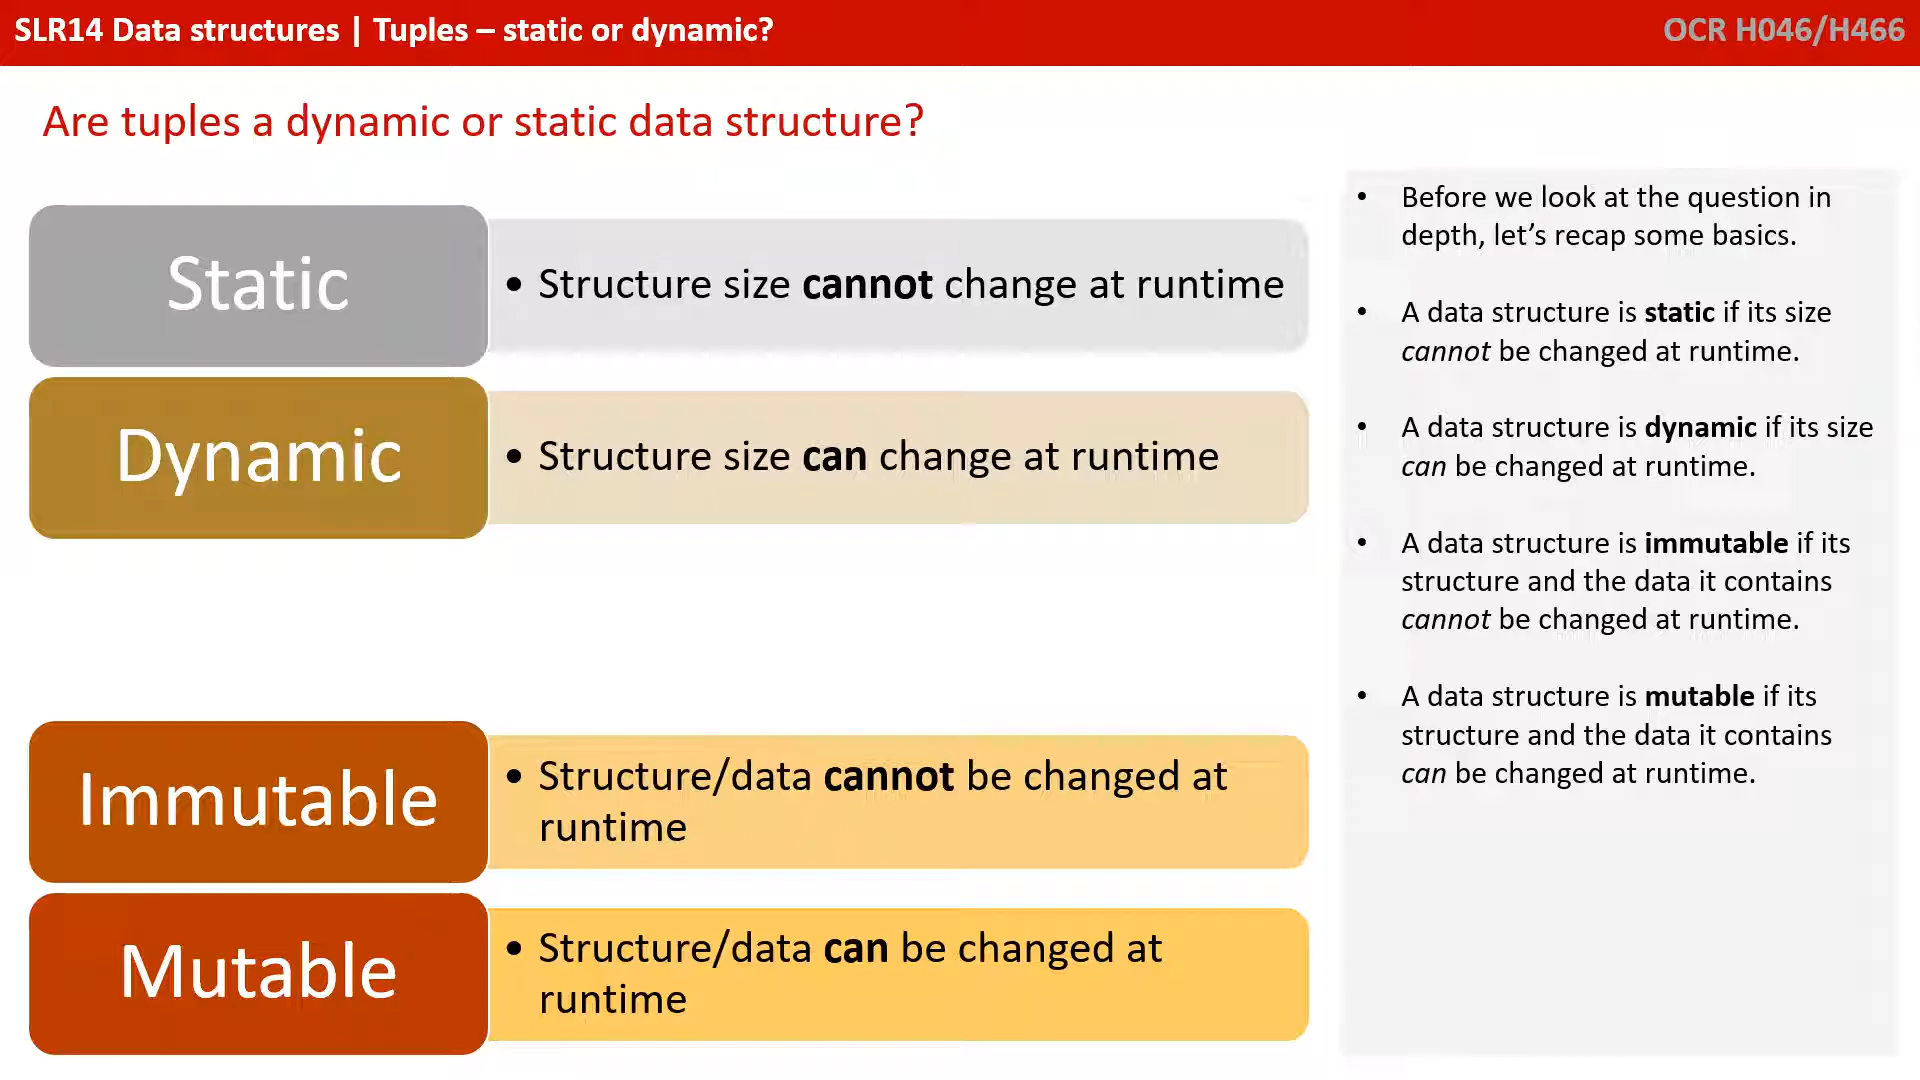 SLR14 Data structures | Tuples – static or dynamic?
OCR H046/H466
Are tuples a dynamic or static data structure?
Static
• Structure size cannot change at runtime
Dynamic
• Structure size can change at runtime
Immutable
• Structure/data cannot be changed at
runtime
Mutable
• Structure/data can be changed at
runtime
• Before we look at the question in
depth, let’s recap some basics.
• A data structure is static if its size
cannot be changed at runtime.
• A data structure is dynamic if its size
can be changed at runtime.
• A data structure is immutable if its
structure and the data it contains
cannot be changed at runtime.
• A data structure is mutable if its
structure and the data it contains
can be changed at runtime.